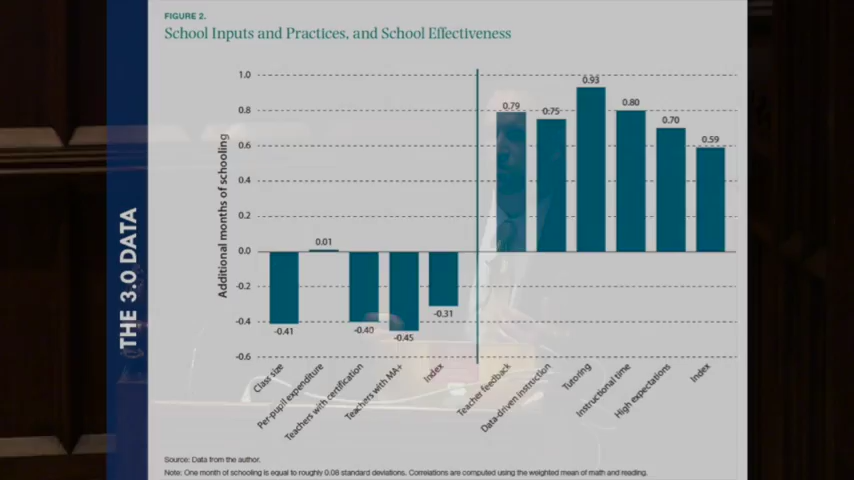 FIGURE 2.
School Inputs and Practices, and School Effectiveness
THE 3.0 DATA
Additional months of schooling
1.0
0.8
0.6
0.4
0.2
0.0
-0.2
-0.4
-0.6
-0.41
0.01
-0.40
-0.45
-0.31
0.79
0.75
0.93
0.80
0.70
0.59
Class size
Per-pupil expenditure
Teachers with certification
Teachers with MA+
Index
Teacher feedback
Data-driven instruction
Tutoring
Instructional time
High expectations
Index
Source: Data from the author.
Note: One month of schooling is equal to roughly 0.08 standard deviations. Correlations are computed using the weighted mean of math and reading.